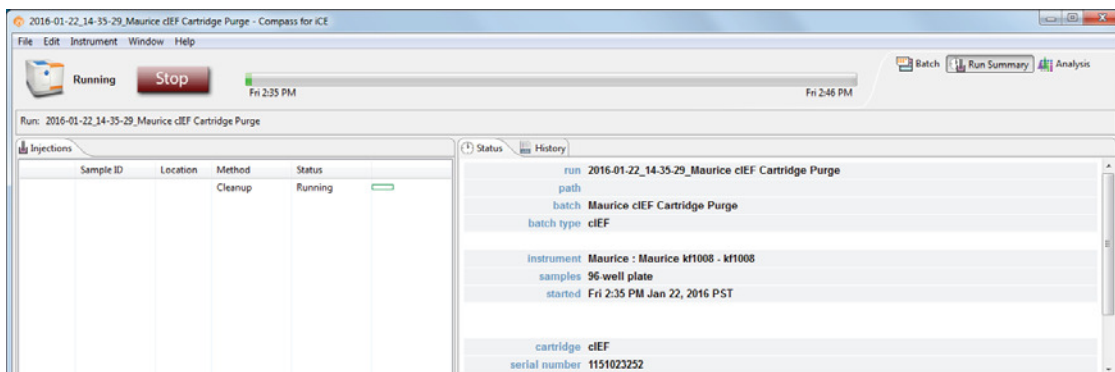 2016-01-22_14-35-29_Maurice cIEF Cartridge Purge - Compass for iCE
File Edit Instrument Window Help
Running
Stop
Fri 2:35 PM
Fri 2:46 PM
Batch
Run Summary
Analysis
Run: 2016-01-22_14-35-29_Maurice cIEF Cartridge Purge
Injections
Sample ID Location Method Status
Cleanup Running
Status
History
run 2016-01-22_14-35-29_Maurice cIEF Cartridge Purge
path
batch Maurice cIEF Cartridge Purge
batch type cIEF
instrument Maurice : Maurice kf1008 - kf1008
samples 96-well plate
started Fri 2:35 PM Jan 22, 2016 PST
cartridge cIEF
serial number 1151023252